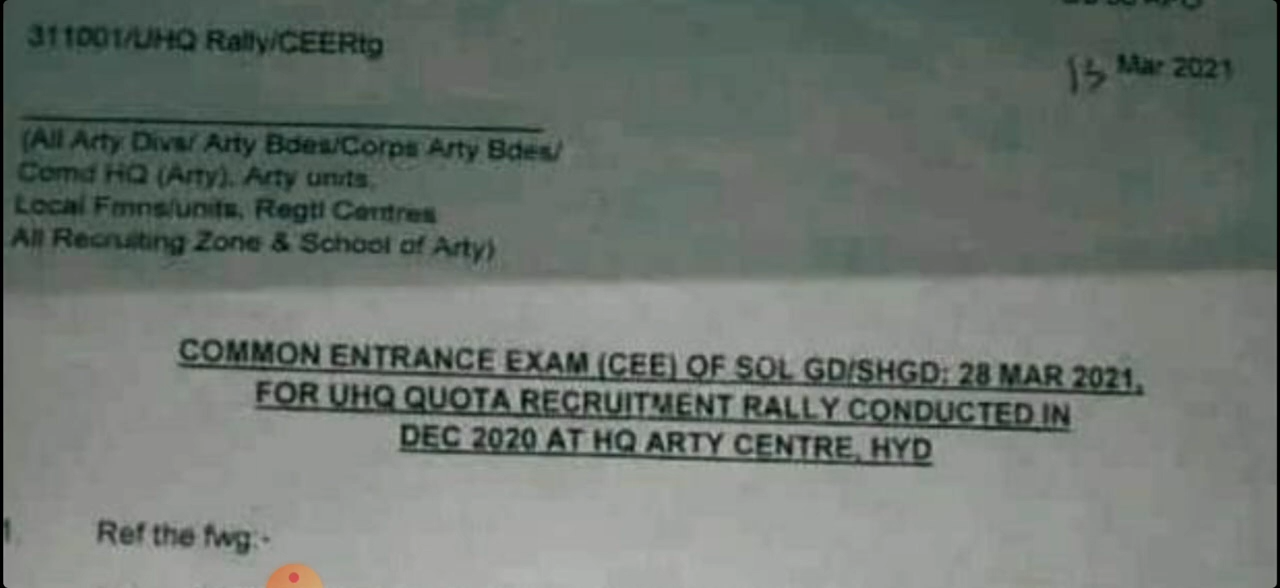 311001/UHQ Rally/CEERtg
15 Mar 2021
(All Arty Divs/ Arty Bdes/Corps Arty Bdes/
Comd HQ (Arty), Arty units,
Local Fmns/units, Regtl Centres
All Recruiting Zone & School of Arty)
COMMON ENTRANCE EXAM (CEE) OF SOL GD/SHGD: 28 MAR 2021,
FOR UHQ QUOTA RECRUITMENT RALLY CONDUCTED IN
DEC 2020 AT HQ ARTY CENTRE, HYD
1. Ref the fwg:-